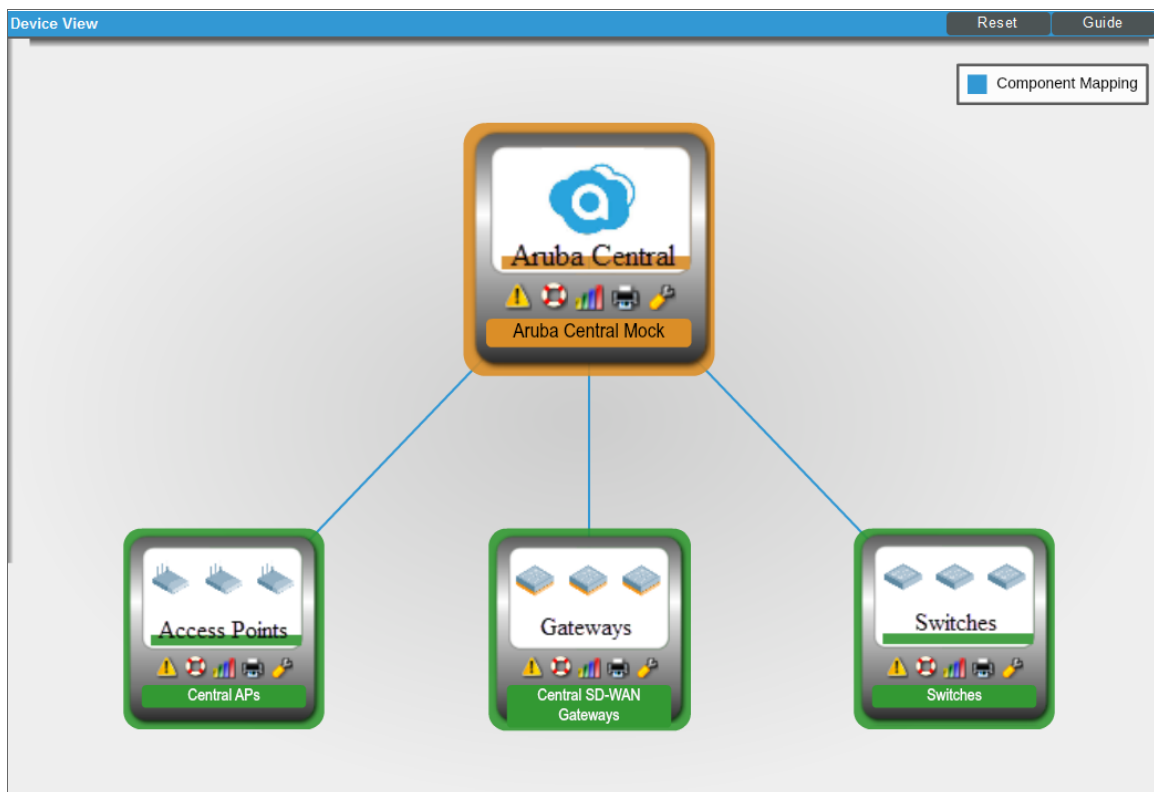 Device View
Reset
Guide
Component Mapping
Aruba Central
Aruba Central Mock
Access Points
Central APs
Gateways
Central SD-WAN
Gateways
Switches
Switches